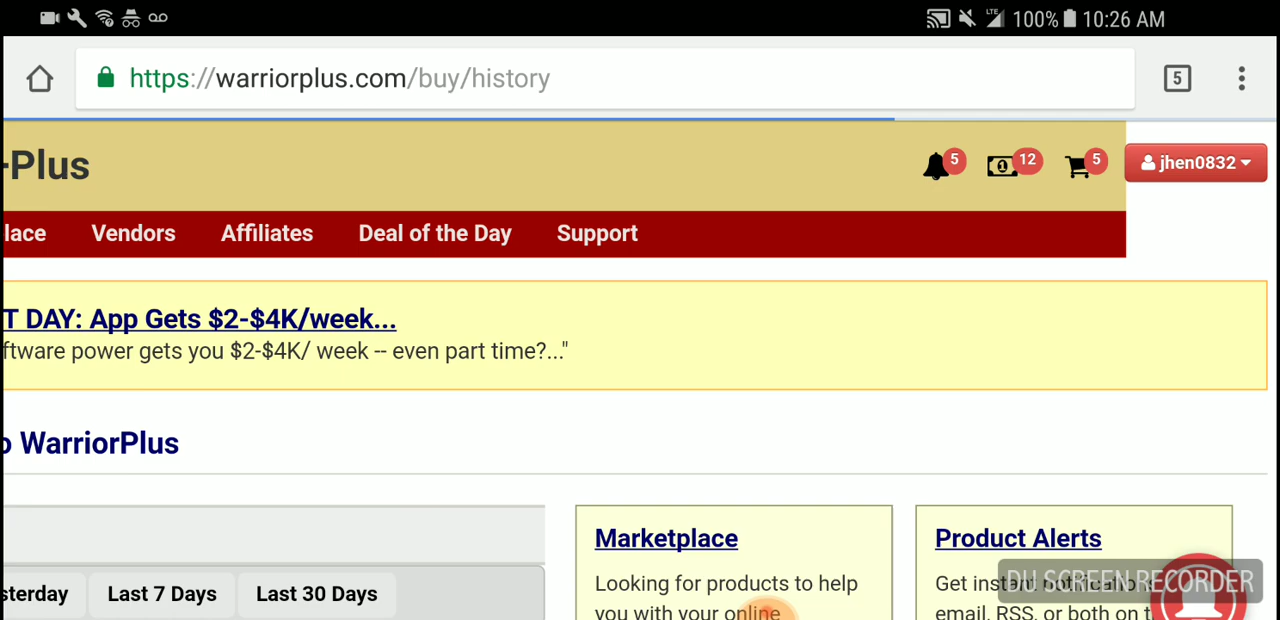 LTE 100% 10:26 AM
https://warriorplus.com/buy/history
5
-Plus
5
12
5
jhen0832
lace Vendors Affiliates Deal of the Day Support
T DAY: App Gets $2-$4K/week...
ftware power gets you $2-$4K/ week -- even part time?..."
o WarriorPlus
Marketplace
Product Alerts
Looking for products to help
you with your online
Get instant notifications
email, RSS, or both on t
DU SCREEN RECORDER
sterday Last 7 Days Last 30 Days